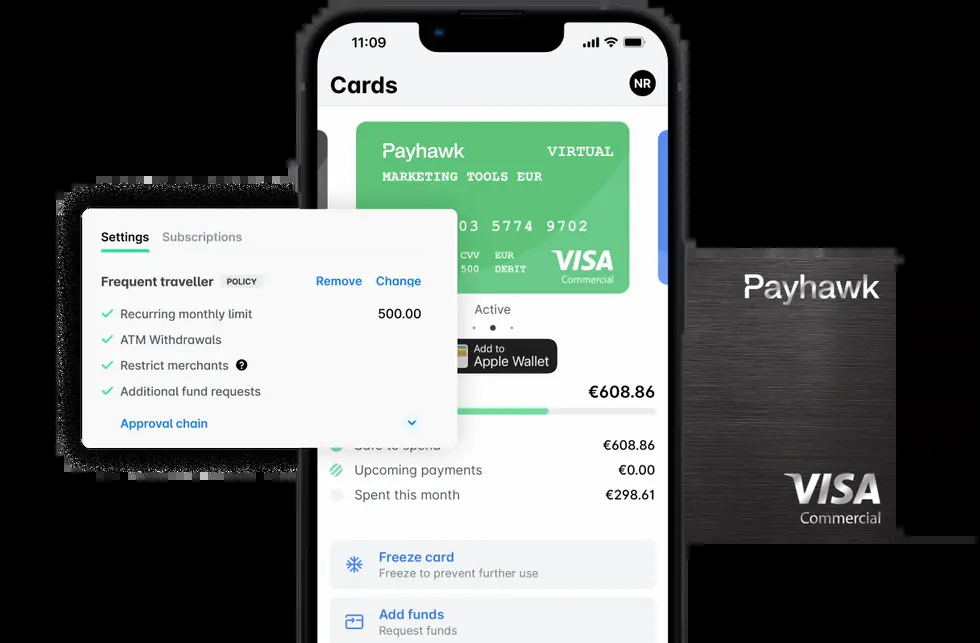 11:09
Cards
NR
Payhawk VIRTUAL
MARKETING TOOLS EUR
03 5774 9702
CVV EUR
500 DEBIT
VISA
Commercial
Settings Subscriptions
Frequent traveller POLICY Remove Change
Recurring monthly limit 500.00
ATM Withdrawals
Restrict merchants ?
Additional fund requests
Approval chain
Active
Add to
Apple Wallet
€608.86
Safe to spend €608.86
Upcoming payments €0.00
Spent this month €298.61
Freeze card
Freeze to prevent further use
Add funds
Request funds
Payhawk
VISA
Commercial